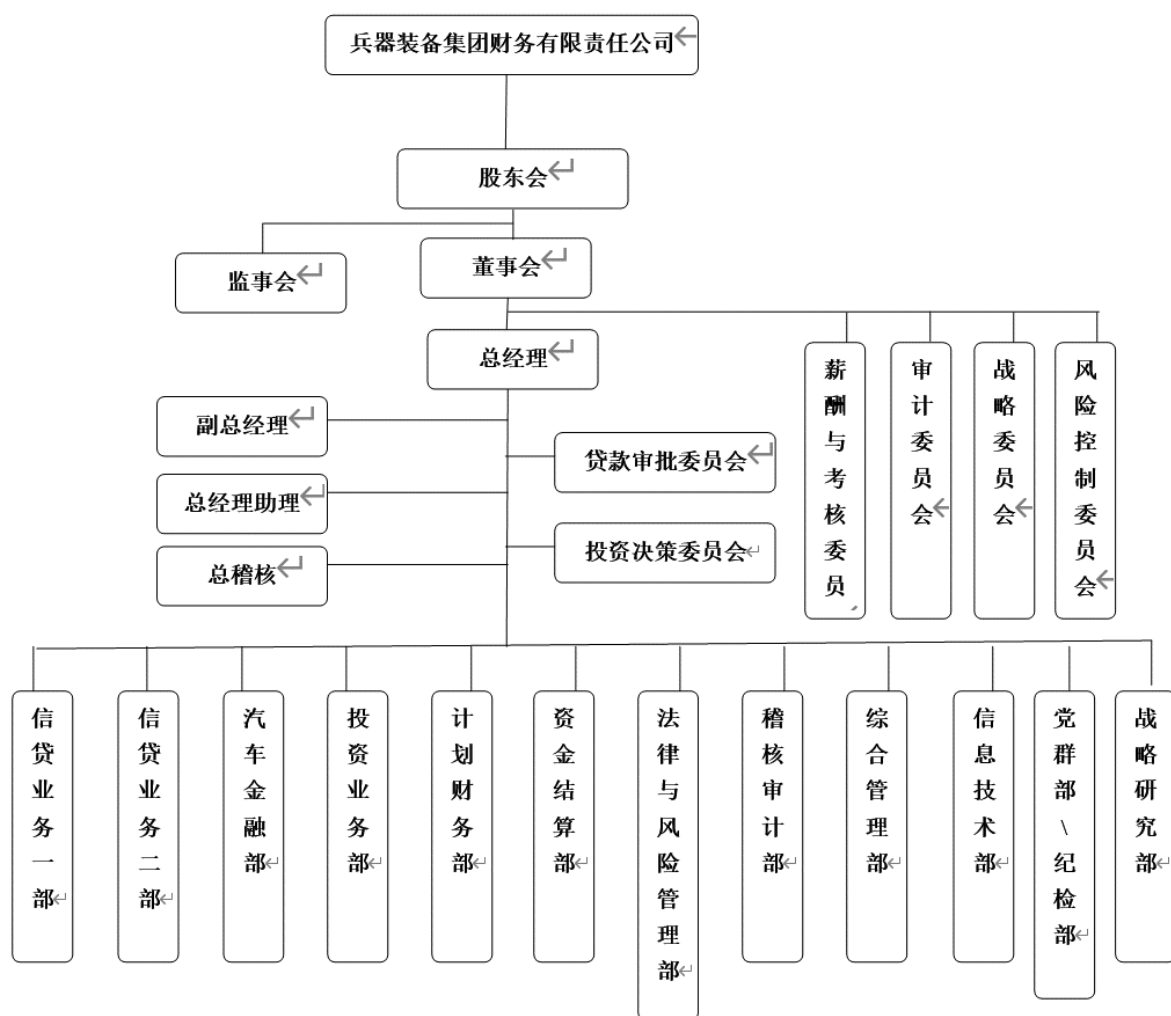 兵器装备集团财务有限责任公司
股东会
监事会
董事会
总经理
薪酬与考核委员
审计委员会
战略委员会
风险控制委员会
副总经理
贷款审批委员会
总经理助理
投资决策委员会
总稽核
信贷业务一部
信贷业务二部
汽车金融部
投资业务部
计划财务部
资金结算部
法律与风险管理部
稽核审计部
综合管理部
信息技术部
党群部\纪检部
战略研究部